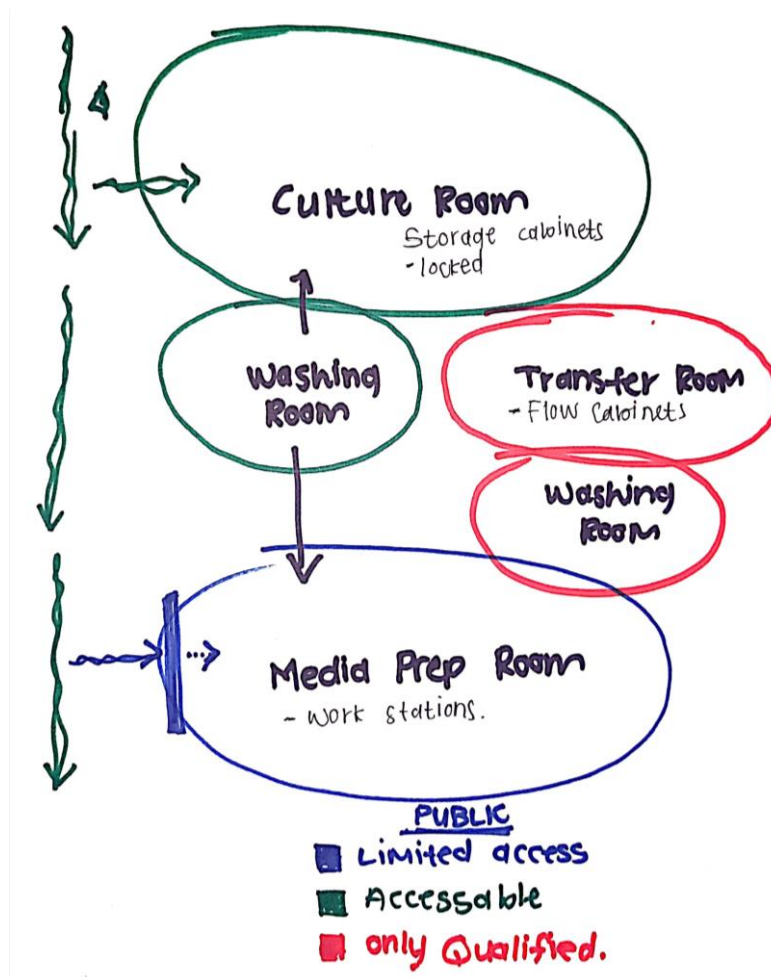 Culture Room
Storage cabinets
-locked
Washing
Room
Transfer Room
- Flow cabinets
Washing
Room
Media Prep Room
- work stations.
PUBLIC
Limited access
Accessable
only Qualified.